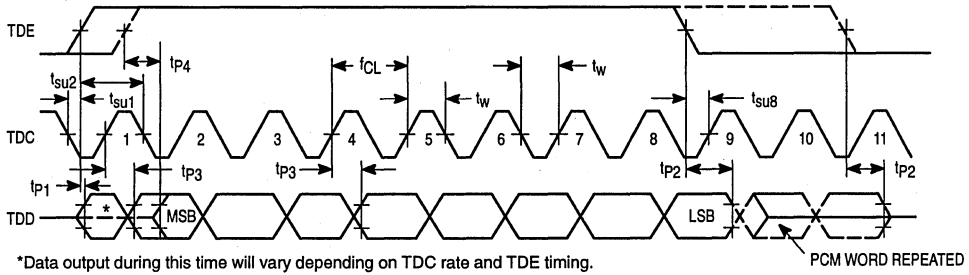 TDE
tP4
fCL
tw
tsu2
tsu1
tw
tsu8
TDC
1 2 3 4 5 6 7 8 9 10 11
tP1
tP3
tP3
tP2
tP2
TDD
* MSB LSB
PCM WORD REPEATED
*Data output during this time will vary depending on TDC rate and TDE timing.